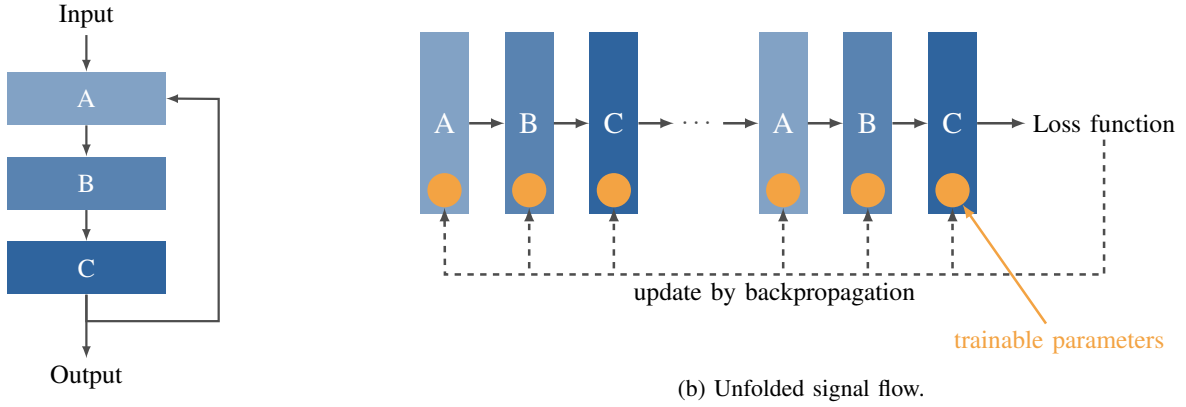 Input
A
B
C
Output
A B C · · · A B C Loss function
update by backpropagation
trainable parameters
(b) Unfolded signal flow.